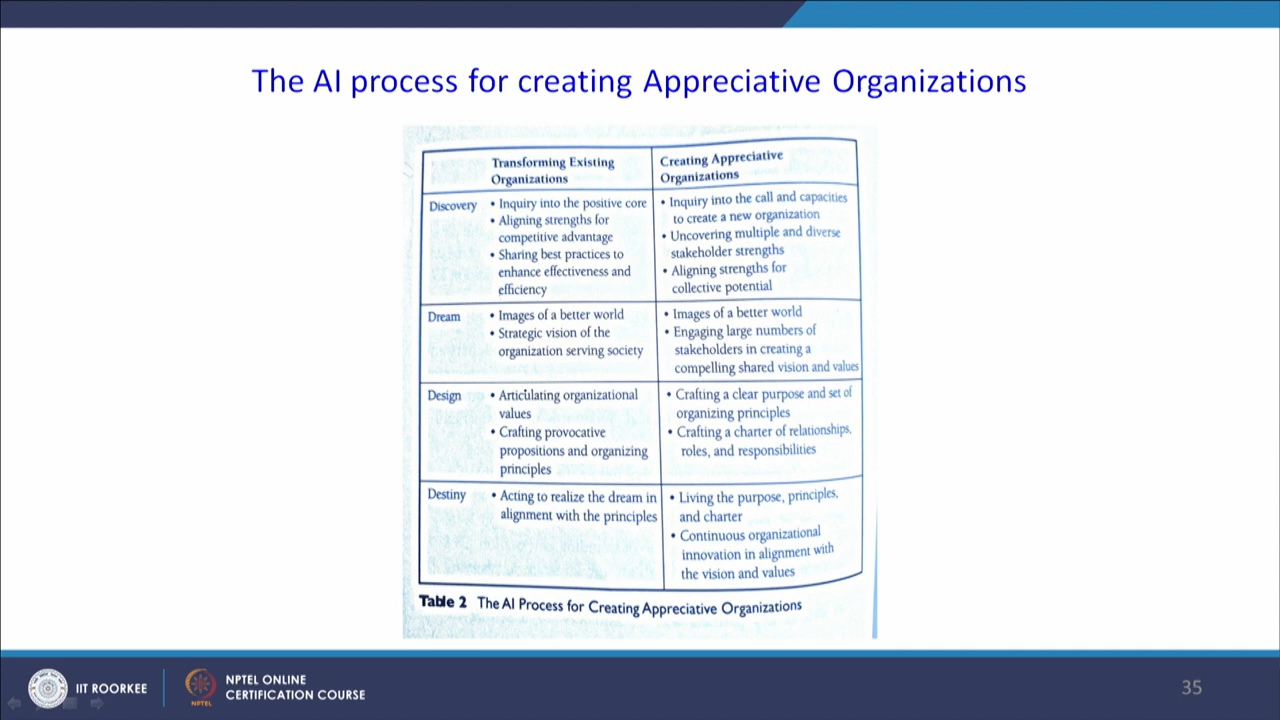 The AI process for creating Appreciative Organizations
Transforming Existing
Organizations
Creating Appreciative
Organizations
Discovery
• Inquiry into the positive core
• Aligning strengths for
competitive advantage
• Sharing best practices to
enhance effectiveness and
efficiency
• Inquiry into the call and capacities
to create a new organization
• Uncovering multiple and diverse
stakeholder strengths
• Aligning strengths for
collective potential
Dream
• Images of a better world
• Strategic vision of the
organization serving society
• Images of a better world
• Engaging large numbers of
stakeholders in creating a
compelling shared vision and values
Design
• Articulating organizational
values
• Crafting provocative
propositions and organizing
principles
• Crafting a clear purpose and set of
organizing principles
• Crafting a charter of relationships,
roles, and responsibilities
Destiny
• Acting to realize the dream in
alignment with the principles
• Living the purpose, principles,
and charter
• Continuous organizational
innovation in alignment with
the vision and values
Table 2 The AI Process for Creating Appreciative Organizations
IIT ROORKEE
NPTEL
NPTEL ONLINE
CERTIFICATION COURSE
35